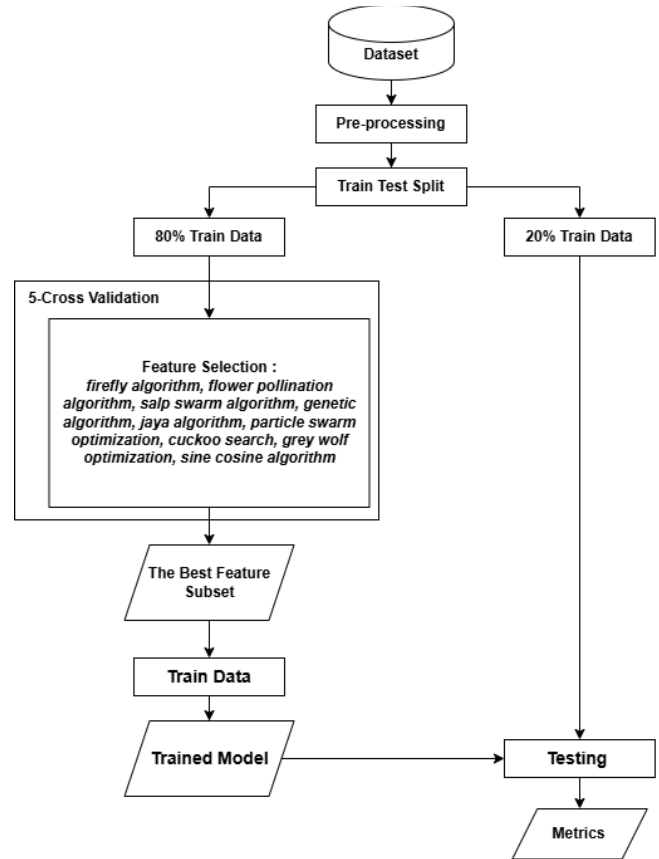 Dataset
Pre-processing
Train Test Split
80% Train Data
20% Train Data
5-Cross Validation
Feature Selection :
firefly algorithm, flower pollination
algorithm, salp swarm algorithm, genetic
algorithm, jaya algorithm, particle swarm
optimization, cuckoo search, grey wolf
optimization, sine cosine algorithm
The Best Feature
Subset
Train Data
Trained Model
Testing
Metrics